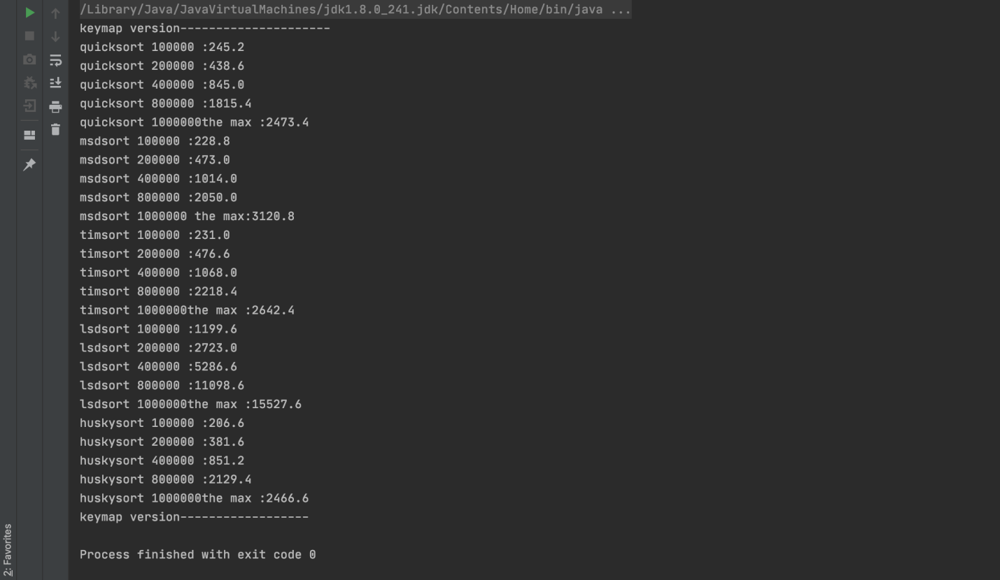 /Library/Java/JavaVirtualMachines/jdk1.8.0_241.jdk/Contents/Home/bin/java ...
keymap version---------------------
quicksort 100000 :245.2
quicksort 200000 :438.6
quicksort 400000 :845.0
quicksort 800000 :1815.4
quicksort 1000000the max :2473.4
msdsort 100000 :228.8
msdsort 200000 :473.0
msdsort 400000 :1014.0
msdsort 800000 :2050.0
msdsort 1000000 the max:3120.8
timsort 100000 :231.0
timsort 200000 :476.6
timsort 400000 :1068.0
timsort 800000 :2218.4
timsort 1000000the max :2642.4
lsdsort 100000 :1199.6
lsdsort 200000 :2723.0
lsdsort 400000 :5286.6
lsdsort 800000 :11098.6
lsdsort 1000000the max :15527.6
huskysort 100000 :206.6
huskysort 200000 :381.6
huskysort 400000 :851.2
huskysort 800000 :2129.4
huskysort 1000000the max :2466.6
keymap version------------------
Process finished with exit code 0
2: Favorites